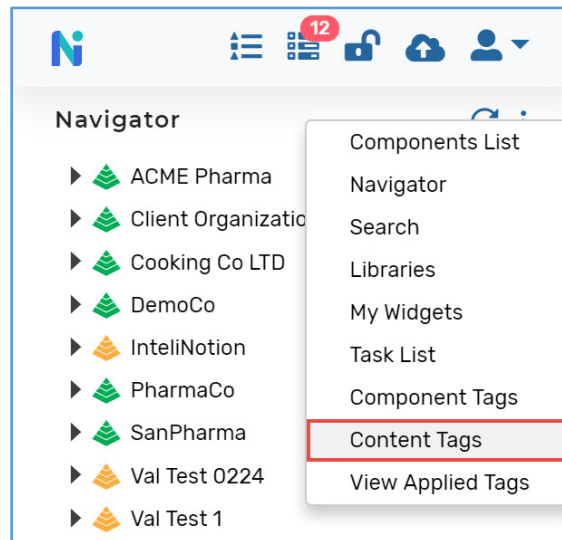 12
Navigator
ACME Pharma
Client Organizatio
Cooking Co LTD
DemoCo
InteliNotion
PharmaCo
SanPharma
Val Test 0224
Val Test 1
Components List
Navigator
Search
Libraries
My Widgets
Task List
Component Tags
Content Tags
View Applied Tags